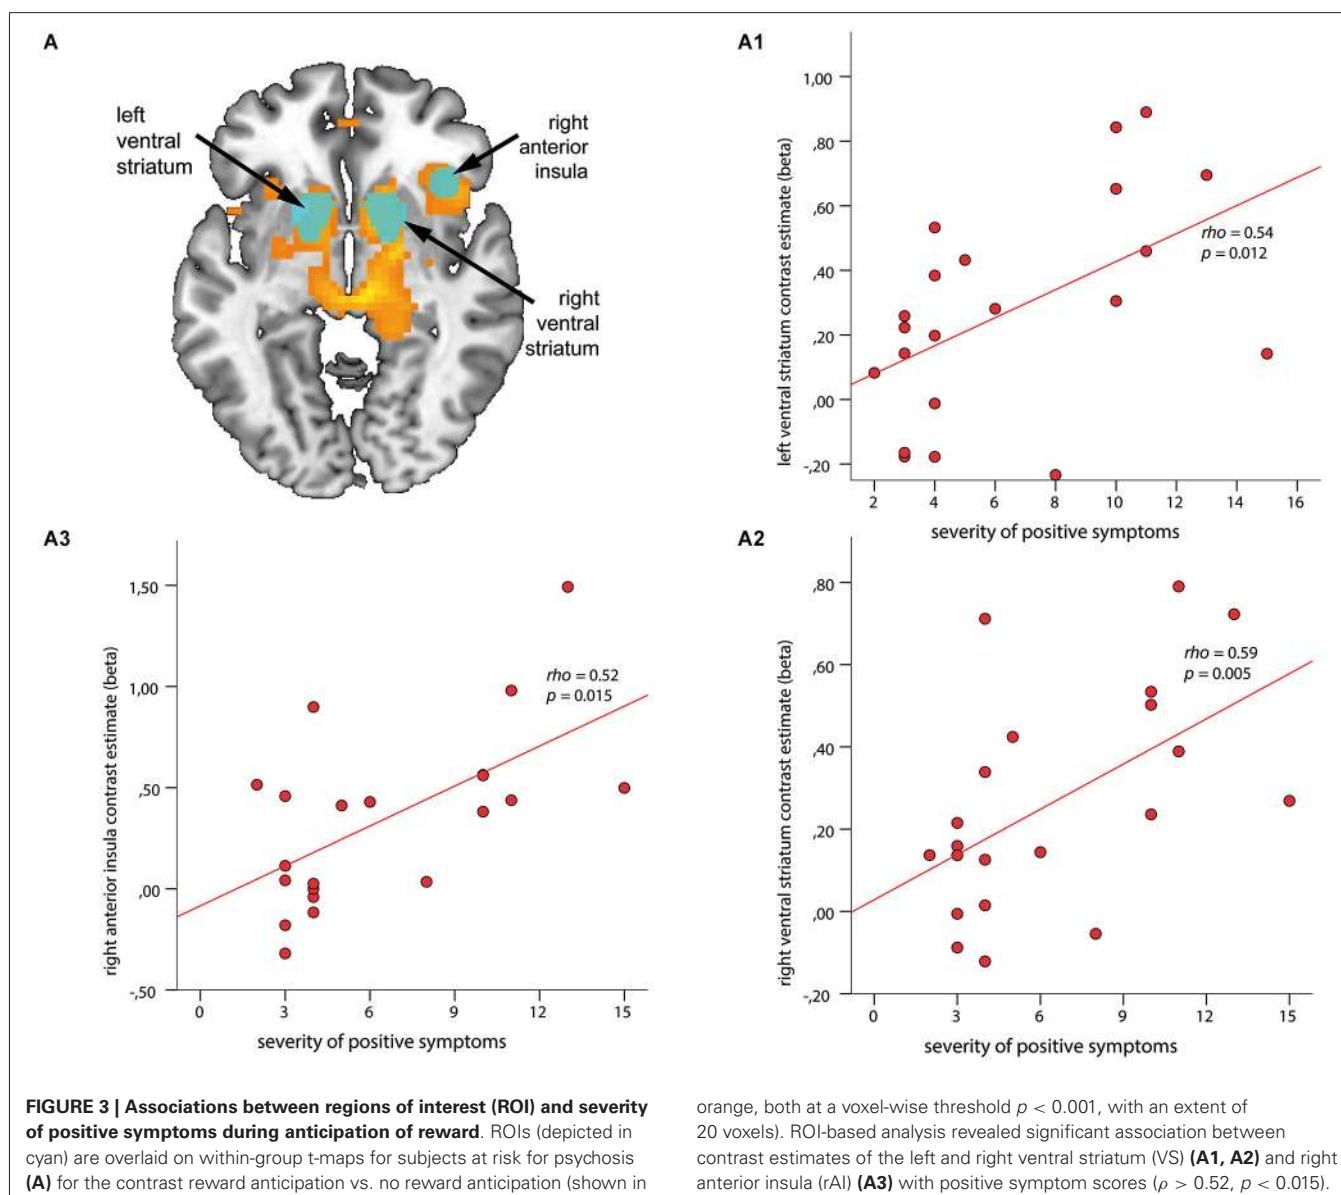 A
left
ventral
striatum
right
anterior
insula
right
ventral
striatum
A1
1,00
,80
,60
,40
,20
,00
-,20
left ventral striatum contrast estimate (beta)
rho = 0.54
p = 0.012
2 4 6 8 10 12 14 16
severity of positive symptoms
A3
1,50
1,00
,50
,00
-,50
right anterior insula contrast estimate (beta)
rho = 0.52
p = 0.015
0 3 6 9 12 15
severity of positive symptoms
A2
,80
,60
,40
,20
,00
-,20
right ventral striatum contrast estimate (beta)
rho = 0.59
p = 0.005
0 3 6 9 12 15
severity of positive symptoms
FIGURE 3 | Associations between regions of interest (ROI) and severity
of positive symptoms during anticipation of reward. ROIs (depicted in
cyan) are overlaid on within-group t-maps for subjects at risk for psychosis
(A) for the contrast reward anticipation vs. no reward anticipation (shown in
orange, both at a voxel-wise threshold p < 0.001, with an extent of
20 voxels). ROI-based analysis revealed significant association between
contrast estimates of the left and right ventral striatum (VS) (A1, A2) and right
anterior insula (rAI) (A3) with positive symptom scores (ρ > 0.52, p < 0.015).